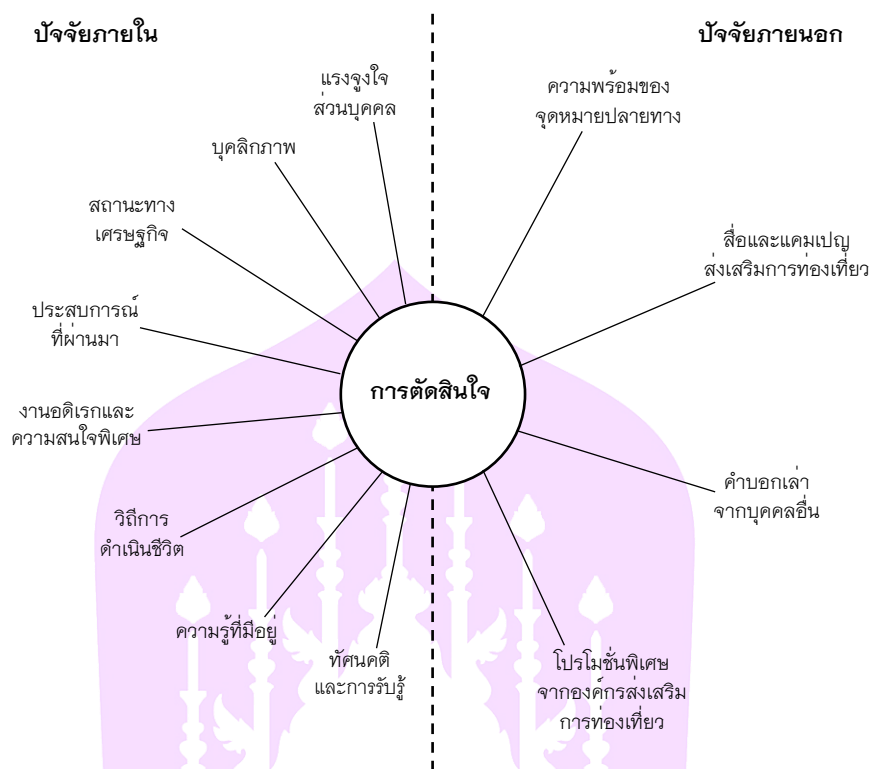 ปัจจัยภายใน
ปัจจัยภายนอก
แรงจูงใจ
ส่วนบุคคล
บุคลิกภาพ
สถานะทาง
เศรษฐกิจ
ประสบการณ์
ที่ผ่านมา
งานอดิเรกและ
ความสนใจพิเศษ
วิถีการ
ดำเนินชีวิต
ความรู้ที่มีอยู่
ทัศนคติ
และการรับรู้
การตัดสินใจ
ความพร้อมของ
จุดหมายปลายทาง
สื่อและแคมเปญ
ส่งเสริมการท่องเที่ยว
คำบอกเล่า
จากบุคคลอื่น
โปรโมชั่นพิเศษ
จากองค์กรส่งเสริม
การท่องเที่ยว